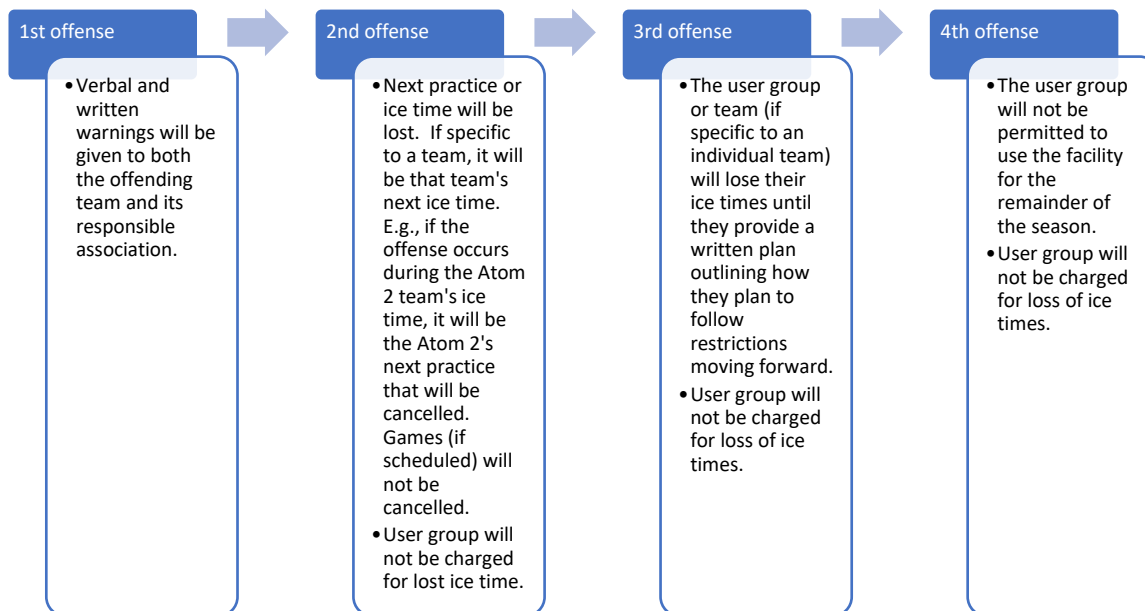 1st offense
•Verbal and
written
warnings will be
given to both
the offending
team and its
responsible
association.
2nd offense
•Next practice or
ice time will be
lost.  If specific
to a team, it will
be that team's
next ice time.
E.g., if the
offense occurs
during the Atom
2 team's ice
time, it will be
the Atom 2's
next practice
that will be
cancelled.
Games (if
scheduled) will
not be
cancelled.
•User group will
not be charged
for lost ice time.
3rd offense
•The user group
or team (if
specific to an
individual team)
will lose their
ice times until
they provide a
written plan
outlining how
they plan to
follow
restrictions
moving forward.
•User group will
not be charged
for loss of ice
times.
4th offense
•The user group
will not be
permitted to
use the facility
for the
remainder of
the season.
•User group will
not be charged
for loss of ice
times.